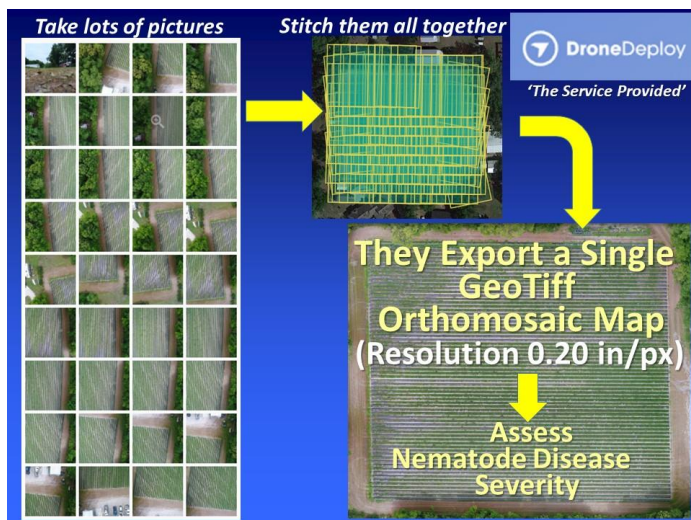 Take lots of pictures
Stitch them all together
DroneDeploy
‘The Service Provided’
They Export a Single
GeoTiff
Orthomosaic Map
(Resolution 0.20 in/px)
Assess
Nematode Disease
Severity